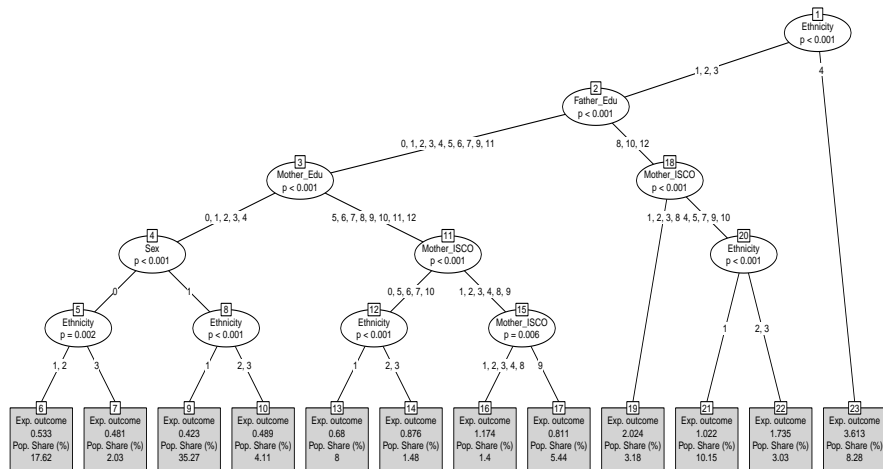 1
Ethnicity
p < 0.001
1, 2, 3
4
2
Father_Edu
p < 0.001
0, 1, 2, 3, 4, 5, 6, 7, 9, 11
8, 10, 12
3
Mother_Edu
p < 0.001
18
Mother_ISCO
p < 0.001
0, 1, 2, 3, 4
5, 6, 7, 8, 9, 10, 11, 12
1, 2, 3, 8
4, 5, 7, 9, 10
4
Sex
p < 0.001
11
Mother_ISCO
p < 0.001
20
Ethnicity
p < 0.001
0
1
0, 5, 6, 7, 10
1, 2, 3, 4, 8, 9
5
Ethnicity
p = 0.002
8
Ethnicity
p < 0.001
12
Ethnicity
p < 0.001
15
Mother_ISCO
p = 0.006
1
2, 3
1, 2
3
1
2, 3
1
2, 3
1, 2, 3, 4, 8
9
6
Exp. outcome
0.533
Pop. Share (%)
17.62
7
Exp. outcome
0.481
Pop. Share (%)
2.03
9
Exp. outcome
0.423
Pop. Share (%)
35.27
10
Exp. outcome
0.489
Pop. Share (%)
4.11
13
Exp. outcome
0.68
Pop. Share (%)
8
14
Exp. outcome
0.876
Pop. Share (%)
1.48
16
Exp. outcome
1.174
Pop. Share (%)
1.4
17
Exp. outcome
0.811
Pop. Share (%)
5.44
19
Exp. outcome
2.024
Pop. Share (%)
3.18
21
Exp. outcome
1.022
Pop. Share (%)
10.15
22
Exp. outcome
1.735
Pop. Share (%)
3.03
23
Exp. outcome
3.613
Pop. Share (%)
8.28